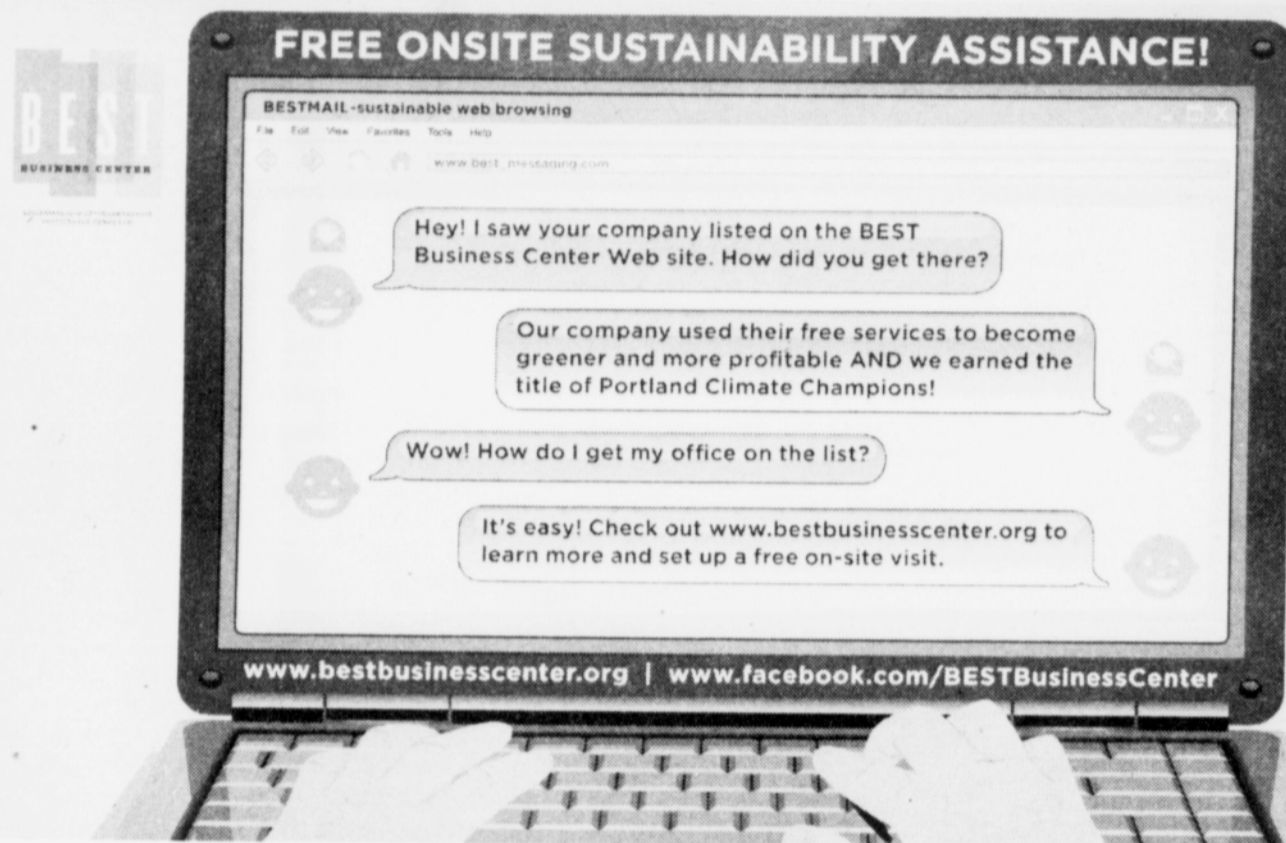 FREE ONSITE SUSTAINABILITY ASSISTANCE!
BEST
BUSINESS CENTER
BESTMAIL-sustainable web browsing
File Edit View Favorites Tools Help
www.best_messaging.com
Hey! I saw your company listed on the BEST
Business Center Web site. How did you get there?
Our company used their free services to become
greener and more profitable AND we earned the
title of Portland Climate Champions!
Wow! How do I get my office on the list?
It's easy! Check out www.bestbusinesscenter.org to
learn more and set up a free on-site visit.
www.bestbusinesscenter.org | www.facebook.com/BESTBusinessCenter